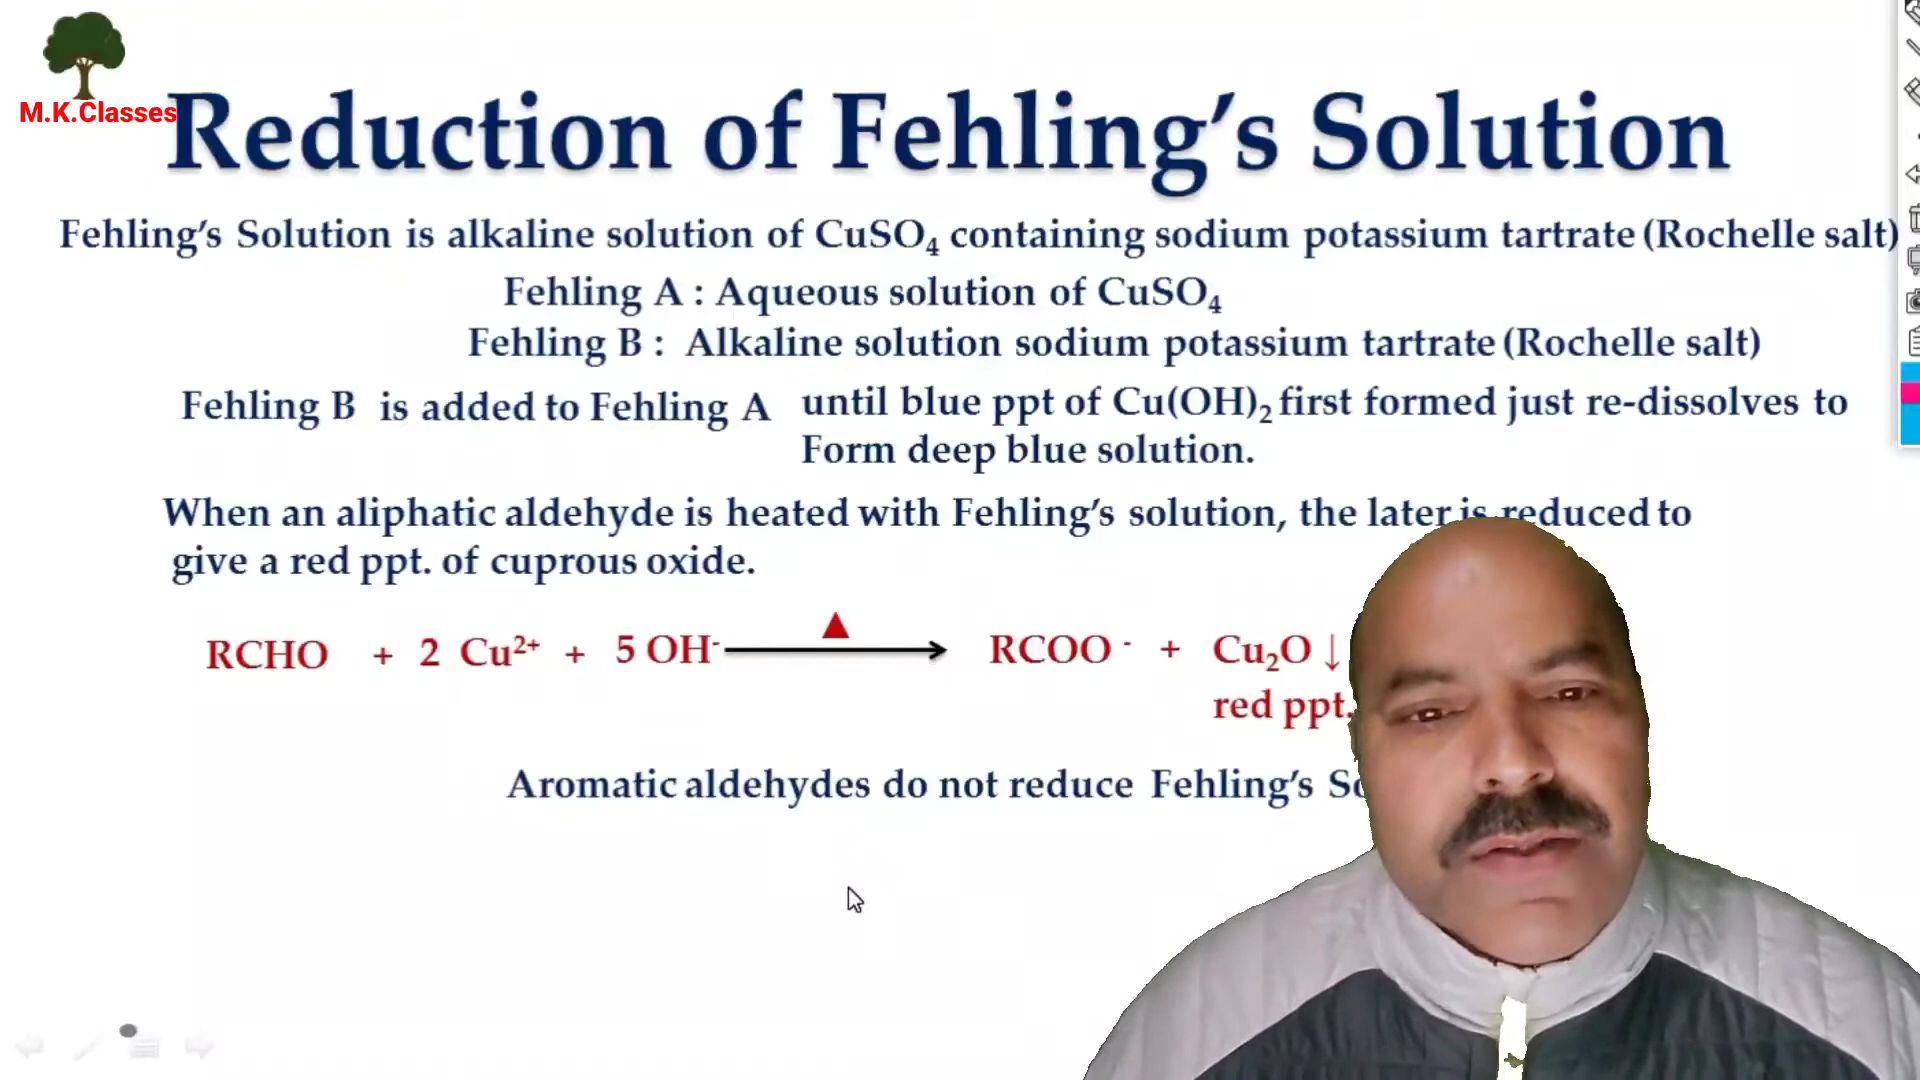 M.K.Classes
Reduction of Fehling's Solution
Fehling's Solution is alkaline solution of CuSO₄ containing sodium potassium tartrate (Rochelle salt)
Fehling A : Aqueous solution of CuSO₄
Fehling B : Alkaline solution sodium potassium tartrate (Rochelle salt)
Fehling B is added to Fehling A until blue ppt of Cu(OH)₂ first formed just re-dissolves to
Form deep blue solution.
When an aliphatic aldehyde is heated with Fehling's solution, the later is reduced to
give a red ppt. of cuprous oxide.
RCHO + 2 Cu²⁺ + 5 OH⁻ ⟶ RCOO ⁻ + Cu₂O ↓
red ppt.
Aromatic aldehydes do not reduce Fehling's